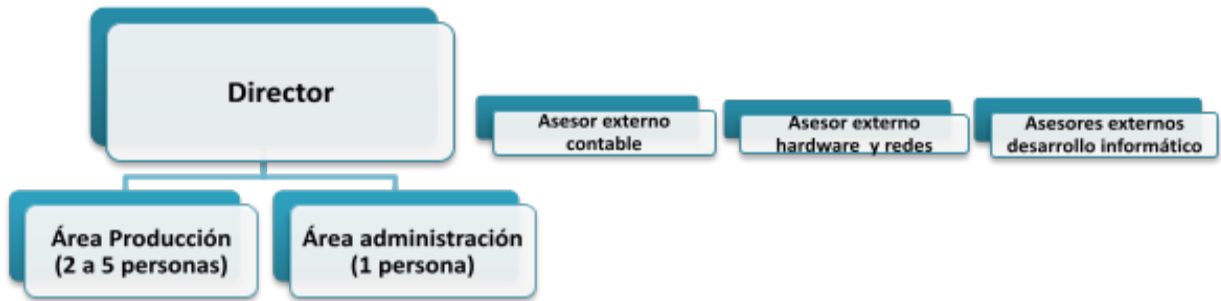 Director
Asesor externo
contable
Asesor externo
hardware y redes
Asesores externos
desarrollo informático
Área Producción
(2 a 5 personas)
Área administración
(1 persona)